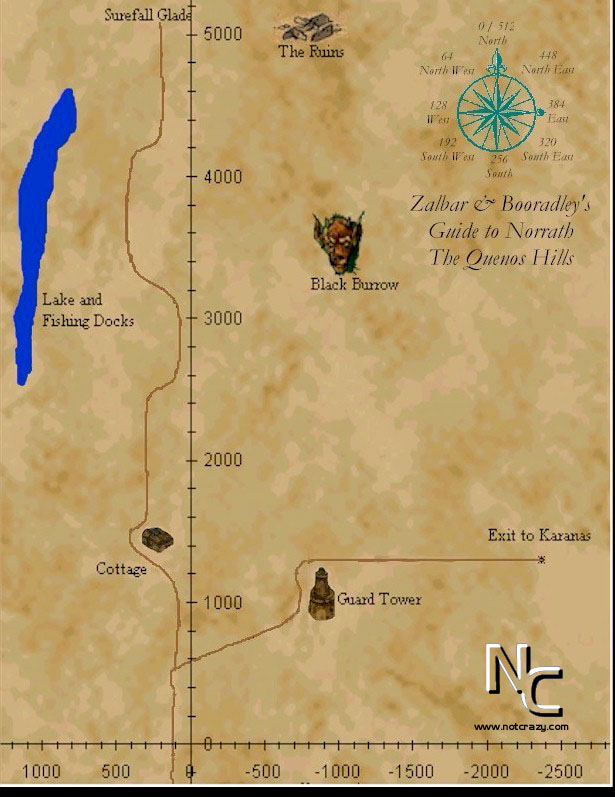 Surefall Glade
5000
The Ruins
0 / 512
North
64
North West
448
North East
128
West
384
East
192
South West
320
South East
256
South
4000
Zalbar & Booradley's
Guide to Norrath
The Quenos Hills
Black Burrow
Lake and
Fishing Docks
3000
2000
Exit to Karanas
Cottage
1000
Guard Tower
NC
www.notcrazy.com
0
1000
500
0
-500
-1000
-1500
-2000
-2500